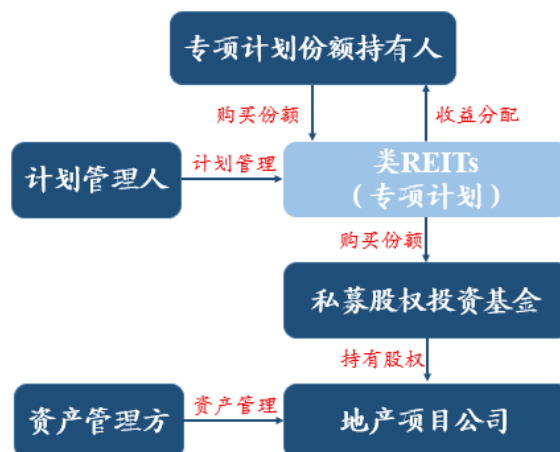 专项计划份额持有人
购买份额
收益分配
计划管理人
计划管理
类REITs
（专项计划）
购买份额
私募股权投资基金
持有股权
资产管理方
资产管理
地产项目公司